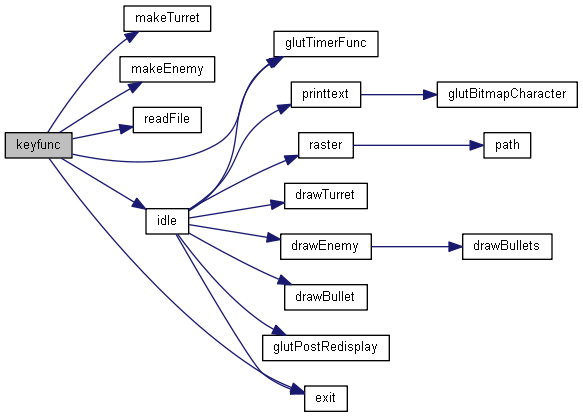 makeTurret
glutTimerFunc
makeEnemy
printtext
glutBitmapCharacter
readFile
keyfunc
raster
path
drawTurret
idle
drawEnemy
drawBullets
drawBullet
glutPostRedisplay
exit